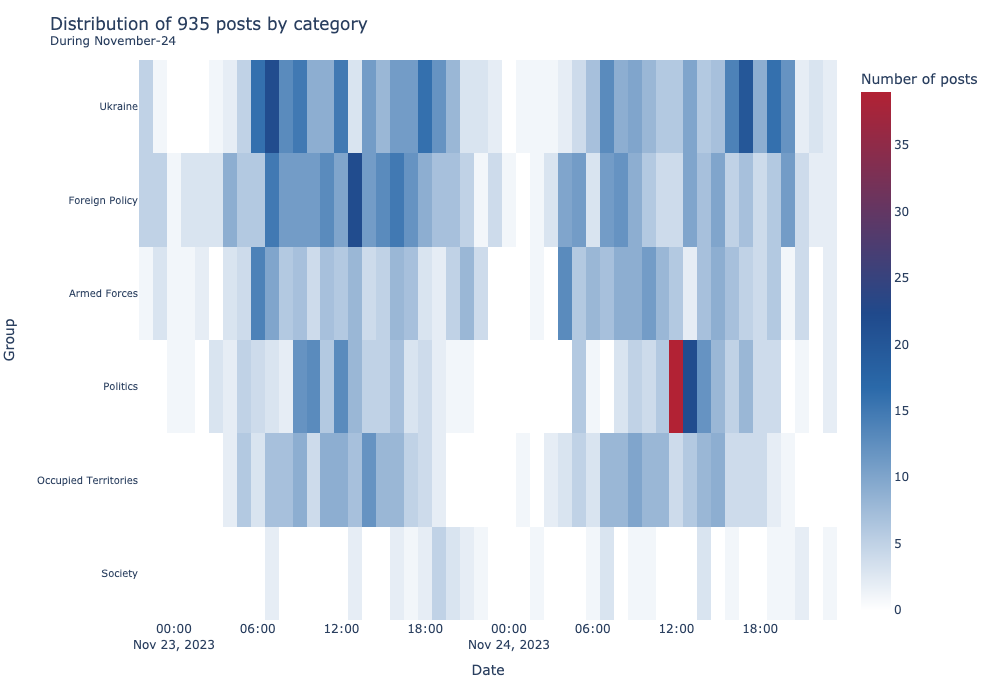 Distribution of 935 posts by category
During November-24
Number of posts
35
30
25
20
15
10
5
0
Group
Ukraine
Foreign Policy
Armed Forces
Politics
Occupied Territories
Society
00:00 06:00 12:00 18:00 00:00 06:00 12:00 18:00
Nov 23, 2023 Nov 24, 2023
Date